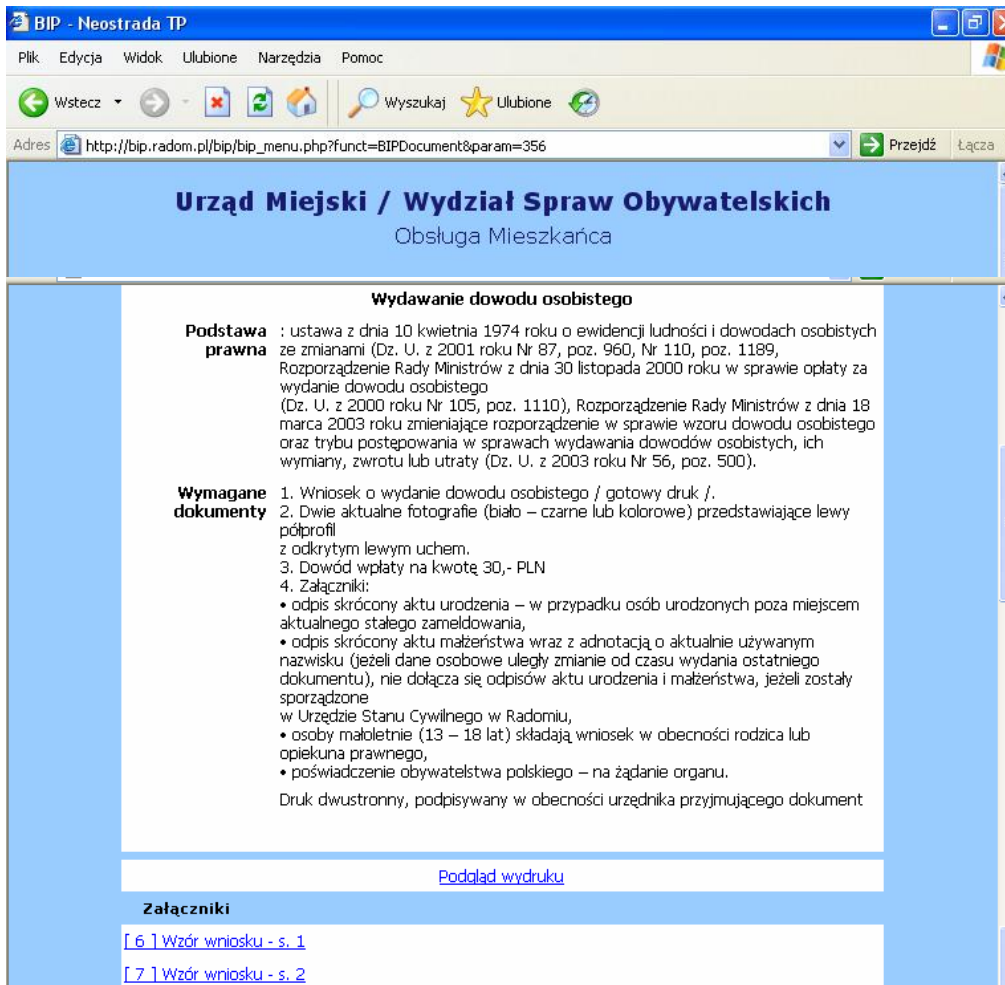 BIP - Neostrada TP
Plik Edycja Widok Ulubione Narzędzia Pomoc
Wstecz Wyszukaj Ulubione
Adres http://bip.radom.pl/bip/bip_menu.php?funct=BIPDocument&param=356 Przejdź Łącza
Urząd Miejski / Wydział Spraw Obywatelskich
Obsługa Mieszkańca
Wydawanie dowodu osobistego
Podstawa : ustawa z dnia 10 kwietnia 1974 roku o ewidencji ludności i dowodach osobistych
prawna ze zmianami (Dz. U. z 2001 roku Nr 87, poz. 960, Nr 110, poz. 1189,
Rozporządzenie Rady Ministrów z dnia 30 listopada 2000 roku w sprawie opłaty za
wydanie dowodu osobistego
(Dz. U. z 2000 roku Nr 105, poz. 1110), Rozporządzenie Rady Ministrów z dnia 18
marca 2003 roku zmieniające rozporządzenie w sprawie wzoru dowodu osobistego
oraz trybu postępowania w sprawach wydawania dowodów osobistych, ich
wymiany, zwrotu lub utraty (Dz. U. z 2003 roku Nr 56, poz. 500).
Wymagane 1. Wniosek o wydanie dowodu osobistego / gotowy druk /.
dokumenty 2. Dwie aktualne fotografie (biało – czarne lub kolorowe) przedstawiające lewy
półprofil
z odkrytym lewym uchem.
3. Dowód wpłaty na kwotę 30,- PLN
4. Załączniki:
• odpis skrócony aktu urodzenia – w przypadku osób urodzonych poza miejscem
aktualnego stałego zameldowania,
• odpis skrócony aktu małżeństwa wraz z adnotacją o aktualnie używanym
nazwisku (jeżeli dane osobowe uległy zmianie od czasu wydania ostatniego
dokumentu), nie dołącza się odpisów aktu urodzenia i małżeństwa, jeżeli zostały
sporządzone
w Urzędzie Stanu Cywilnego w Radomiu,
• osoby małoletnie (13 – 18 lat) składają wniosek w obecności rodzica lub
opiekuna prawnego,
• poświadczenie obywatelstwa polskiego – na żądanie organu.
Druk dwustronny, podpisywany w obecności urzędnika przyjmującego dokument
Podgląd wydruku
Załączniki
[ 6 ] Wzór wniosku - s. 1
[ 7 ] Wzór wniosku - s. 2